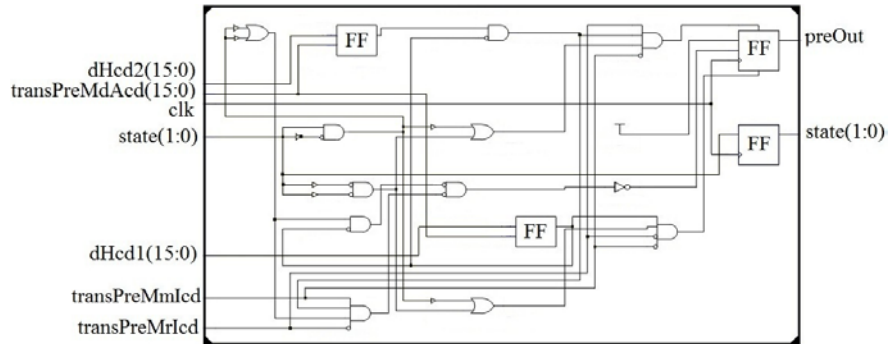 FF
preOut
FF
dHcd2(15:0)
transPreMdAcd(15:0)
clk
state(1:0)
state(1:0)
FF
FF
dHcd1(15:0)
transPreMmIcd
transPreMrIcd